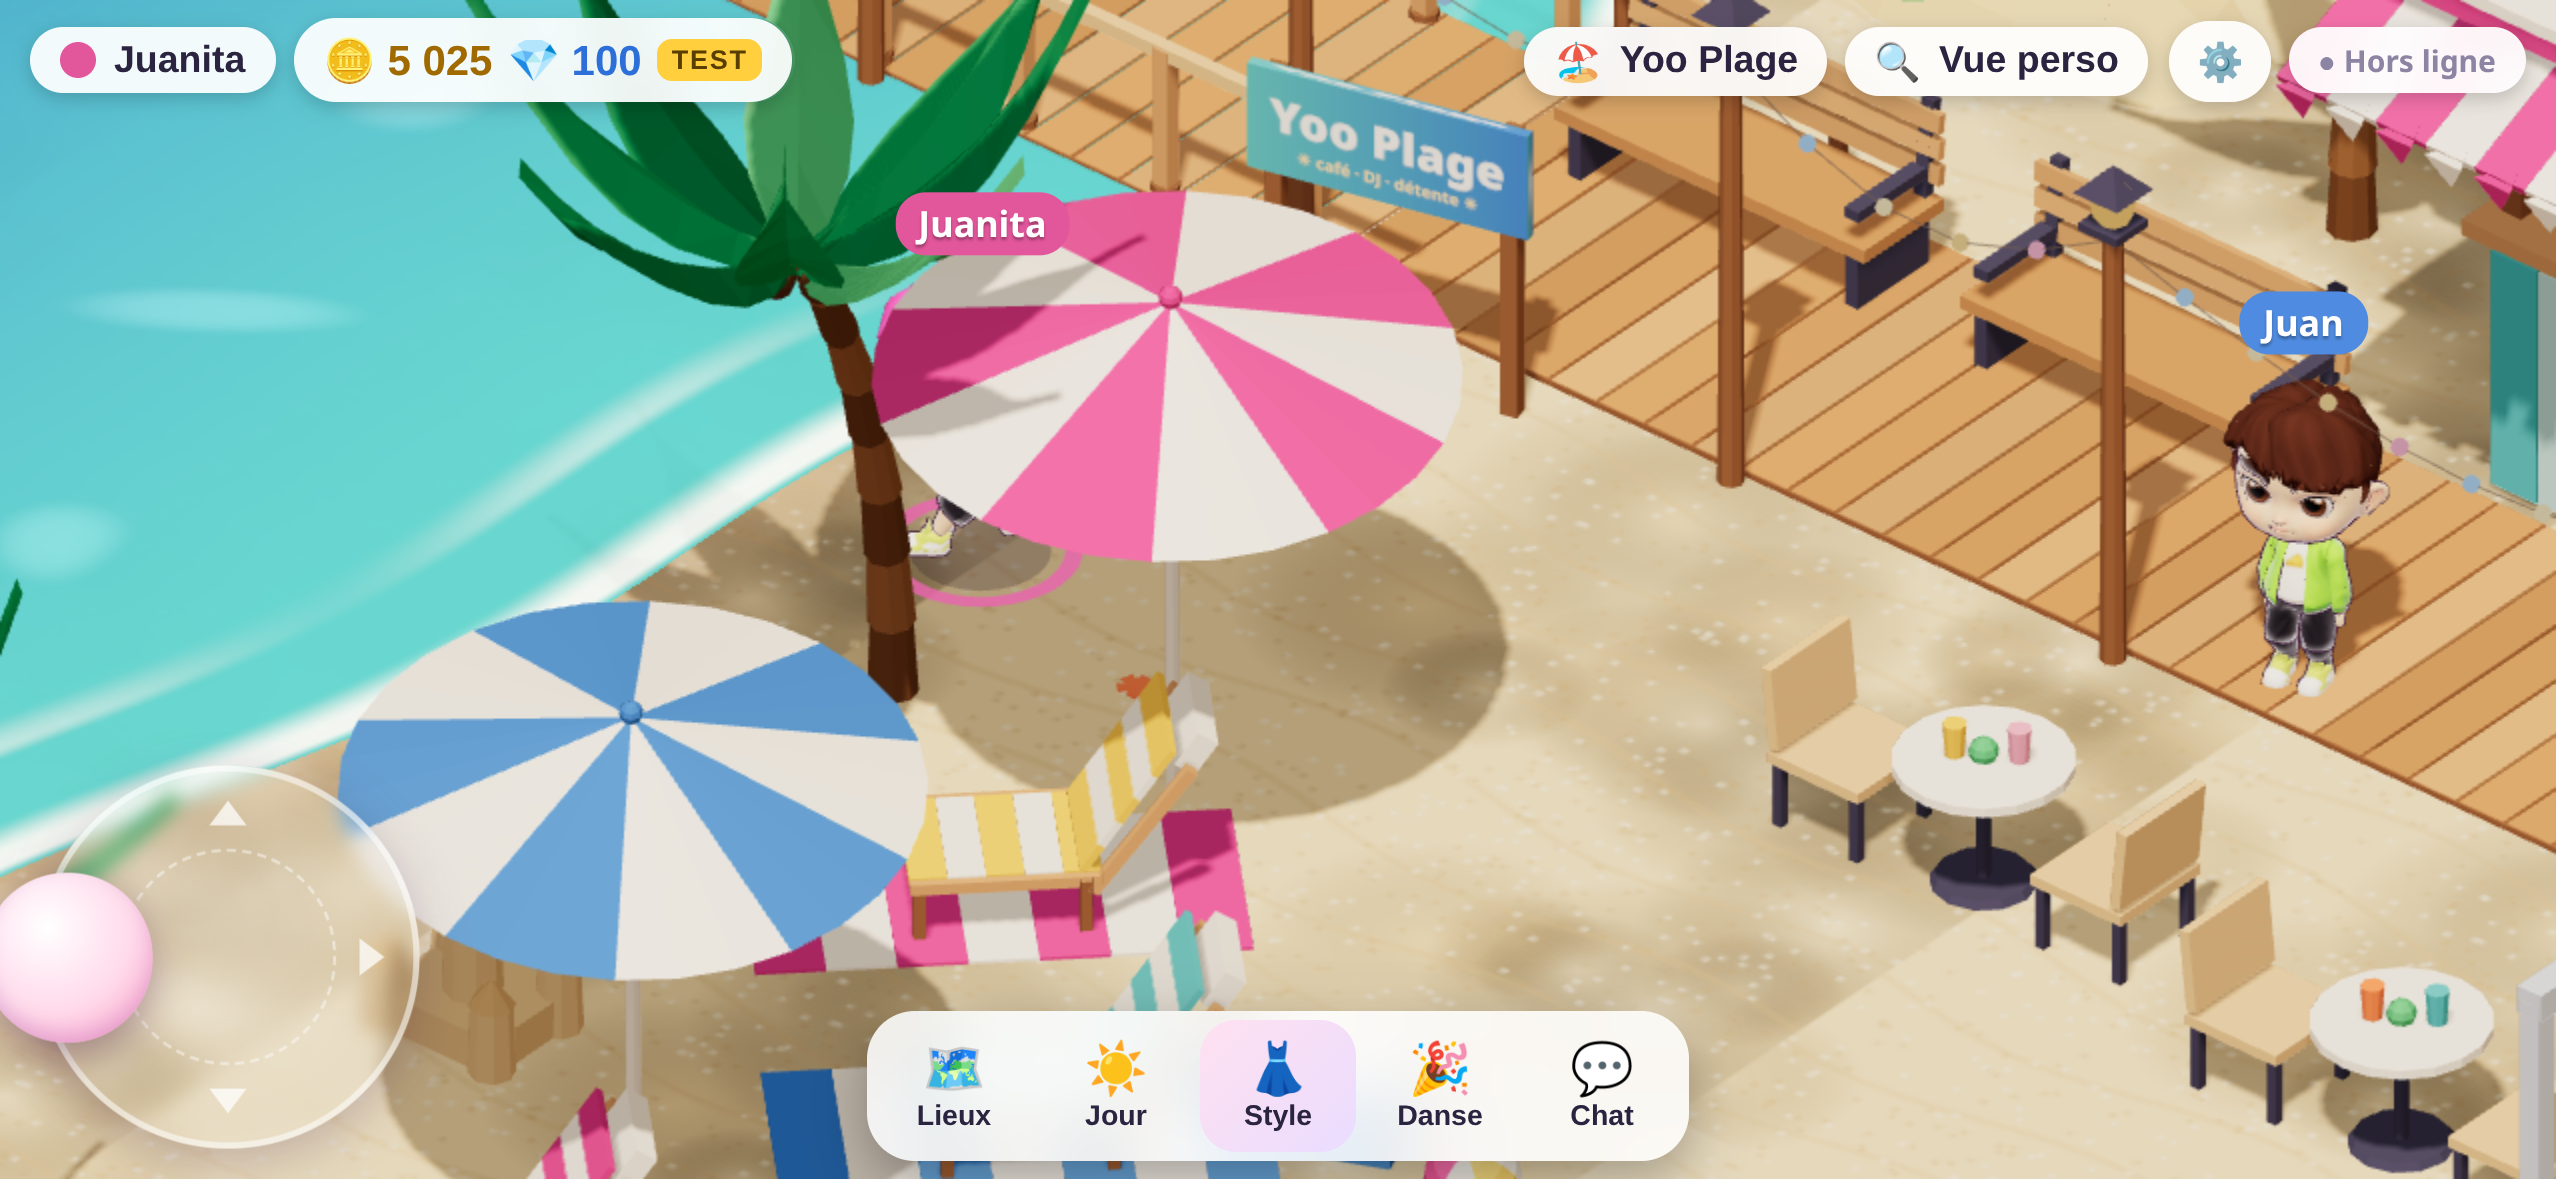 Juanita
5 025
100
TEST
Yoo Plage
Vue perso
Hors ligne
Yoo Plage
café - DJ - détente
Juanita
Juan
Lieux
Jour
Style
Danse
Chat